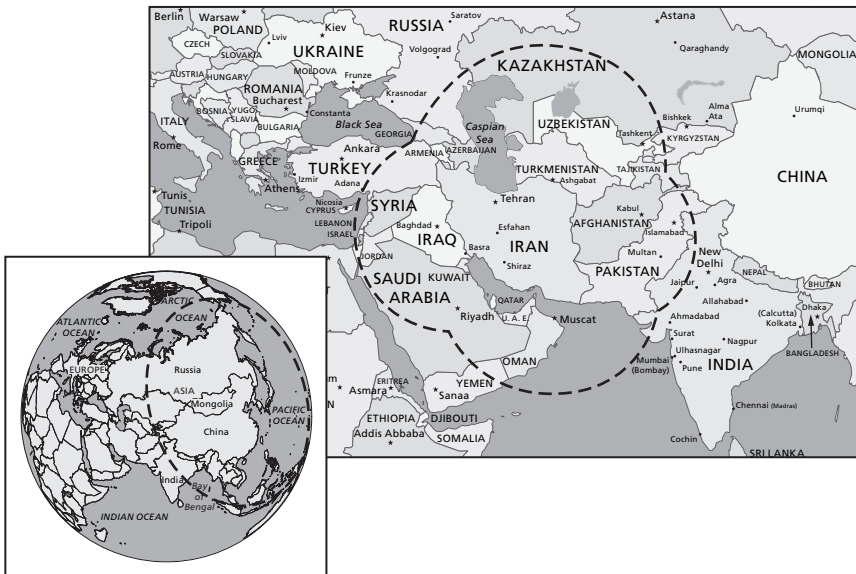 Berlin
Warsaw
POLAND
Lviv
Kiev
RUSSIA
Saratov
Astana
Qaraghandy
MONGOLIA
CZECH
SLOVAKIA
UKRAINE
Volgograd
KAZAKHSTAN
AUSTRIA
HUNGARY
MOLDOVA
Frunze
ROMANIA
Bucharest
Krasnodar
Urumqi
ITALY
BOSNIA
YUGO
SLAVIA
Constanta
Black Sea
GEORGIA
Caspian
Sea
UZBEKISTAN
Bishkek
Alma
Ata
Tashkent
KYRGYZSTAN
Rome
BULGARIA
Ankara
ARMENIA
AZERBAIJAN
GREECE
TURKEY
TURKMENISTAN
TAJIKISTAN
Ashgabat
CHINA
Tunis
Athens
Izmir
Adana
Tehran
TUNISIA
Tripoli
Nicosia
CYPRUS
SYRIA
Kabul
AFGHANISTAN
Islamabad
LEBANON
ISRAEL
Baghdad
IRAQ
Esfahan
IRAN
Basra
Shiraz
Multan
New
Delhi
JORDAN
PAKISTAN
NEPAL
SAUDI
ARABIA
KUWAIT
Jaipur
Agra
BHUTAN
QATAR
Riyadh
U. A. E.
Muscat
Allahabad
Dhaka
Ahmadabad
(Calcutta)
Kolkata
Surat
OMAN
Mumbai
(Bombay)
Ulhasnagar
Pune
Nagpur
INDIA
BANGLADESH
ERITREA
Asmara
YEMEN
Sanaa
Chennai (Madras)
ETHIOPIA
DJIBOUTI
Addis Abbaba
SOMALIA
Cochin
SRI LANKA
ARCTIC
OCEAN
ATLANTIC
OCEAN
EUROPE
Russia
ASIA
Mongolia
PACIFIC
OCEAN
China
India
Bay
of
Bengal
INDIAN OCEAN